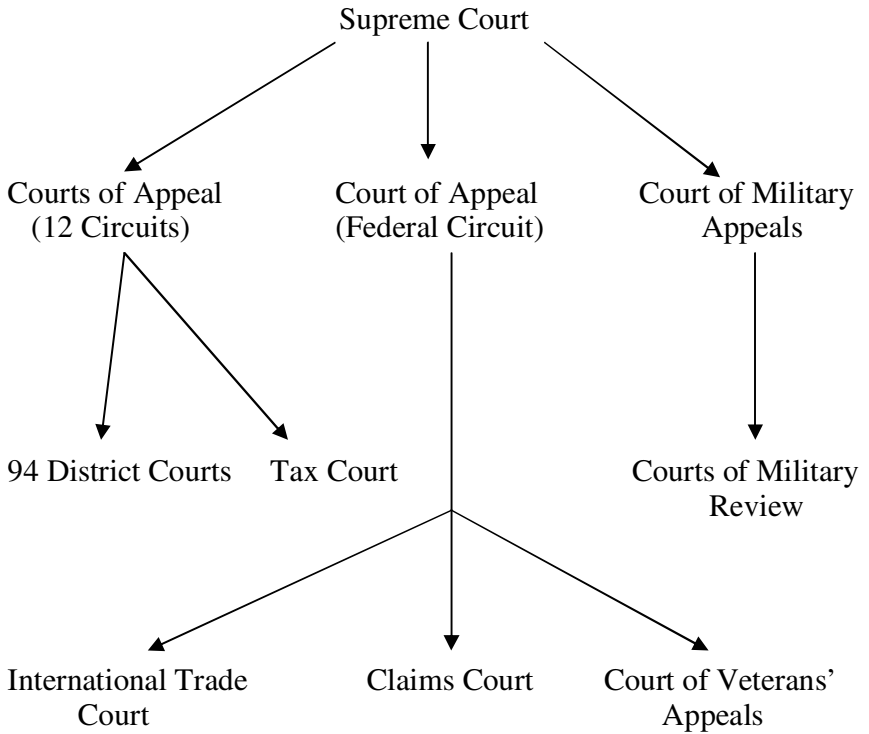 Supreme Court
Courts of Appeal
(12 Circuits)
Court of Appeal
(Federal Circuit)
Court of Military
Appeals
94 District Courts
Tax Court
Courts of Military
Review
International Trade
Court
Claims Court
Court of Veterans’
Appeals